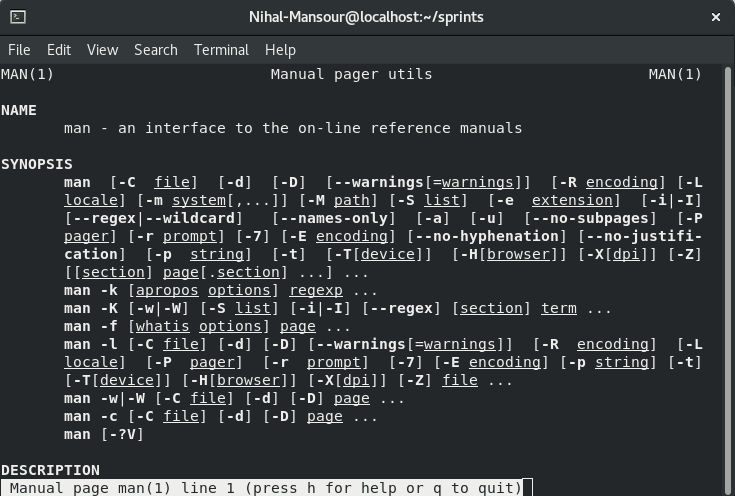 Nihal-Mansour@localhost:~/sprints
File Edit View Search Terminal Help
MAN(1) Manual pager utils MAN(1)
NAME
man - an interface to the on-line reference manuals
SYNOPSIS
man [-C file] [-d] [-D] [--warnings[=warnings]] [-R encoding] [-L
locale] [-m system[,...]] [-M path] [-S list] [-e extension] [-i|-I]
[--regex|--wildcard] [--names-only] [-a] [-u] [--no-subpages] [-P
pager] [-r prompt] [-7] [-E encoding] [--no-hyphenation] [--no-justifi-
cation] [-p string] [-t] [-T[device]] [-H[browser]] [-X[dpi]] [-Z]
[[section] page[.section] ...] ...
man -k [apropos options] regexp ...
man -K [-w|-W] [-S list] [-i|-I] [--regex] [section] term ...
man -f [whatis options] page ...
man -l [-C file] [-d] [-D] [--warnings[=warnings]] [-R encoding] [-L
locale] [-P pager] [-r prompt] [-7] [-E encoding] [-p string] [-t]
[-T[device]] [-H[browser]] [-X[dpi]] [-Z] file ...
man -w|-W [-C file] [-d] [-D] page ...
man -c [-C file] [-d] [-D] page ...
man [-?V]
DESCRIPTION
Manual page man(1) line 1 (press h for help or q to quit)